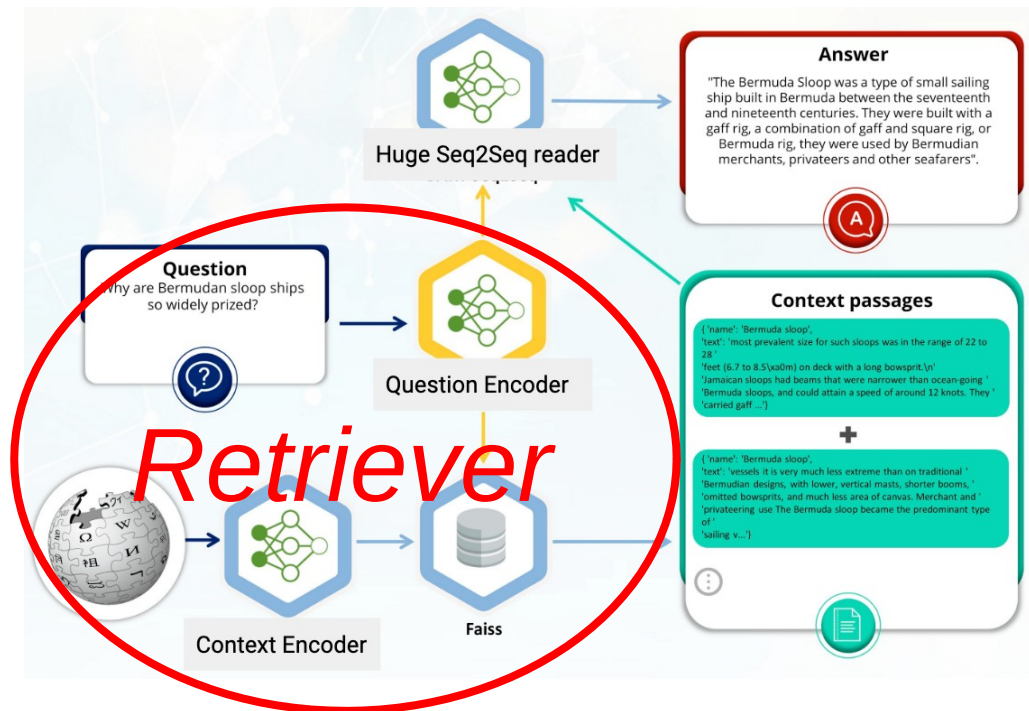 Huge Seq2Seq reader
Answer
"The Bermuda Sloop was a type of small sailing
ship built in Bermuda between the seventeenth
and nineteenth centuries. They were built with a
gaff rig, a combination of gaff and square rig, or
Bermuda rig, they were used by Bermudian
merchants, privateers and other seafarers".
A
Question
Why are Bermudan sloop ships
so widely prized?
?
Question Encoder
Retriever
Context Encoder
Faiss
Context passages
{ 'name': 'Bermuda sloop',
'text': 'most prevalent size for such sloops was in the range of 22 to
28 '
'feet (6.7 to 8.5\xa0m) on deck with a long bowsprit.\n'
'Jamaican sloops had beams that were narrower than ocean-going '
'Bermuda sloops, and could attain a speed of around 12 knots. They '
'carried gaff ...'}
+
{ 'name': 'Bermuda sloop',
'text': 'vessels it is very much less extreme than on traditional '
'Bermudian designs, with lower, vertical masts, shorter booms, '
'omitted bowsprits, and much less area of canvas. Merchant and '
'privateering use The Bermuda sloop became the predominant type
of '
'sailing v...'}
W
Ω
И
祖